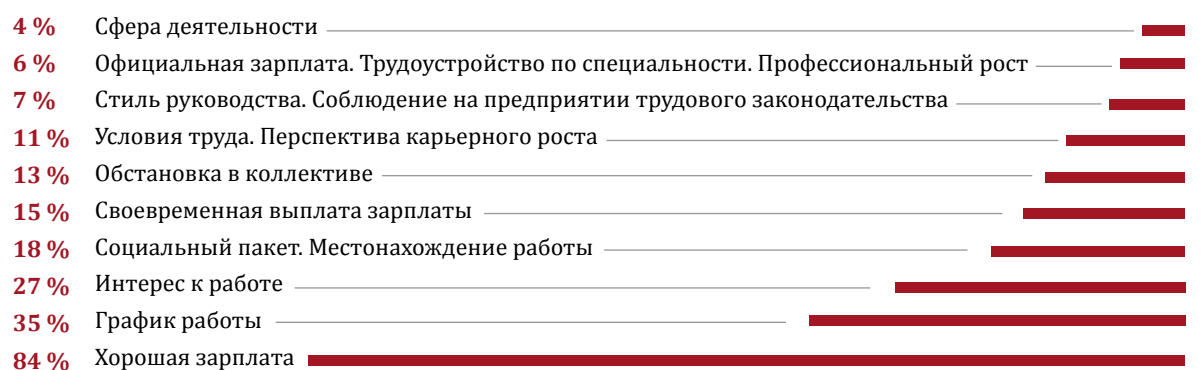 4 % Сфера деятельности
6 % Официальная зарплата. Трудоустройство по специальности. Профессиональный рост
7 % Стиль руководства. Соблюдение на предприятии трудового законодательства
11 % Условия труда. Перспектива карьерного роста
13 % Обстановка в коллективе
15 % Своевременная выплата зарплаты
18 % Социальный пакет. Местонахождение работы
27 % Интерес к работе
35 % График работы
84 % Хорошая зарплата